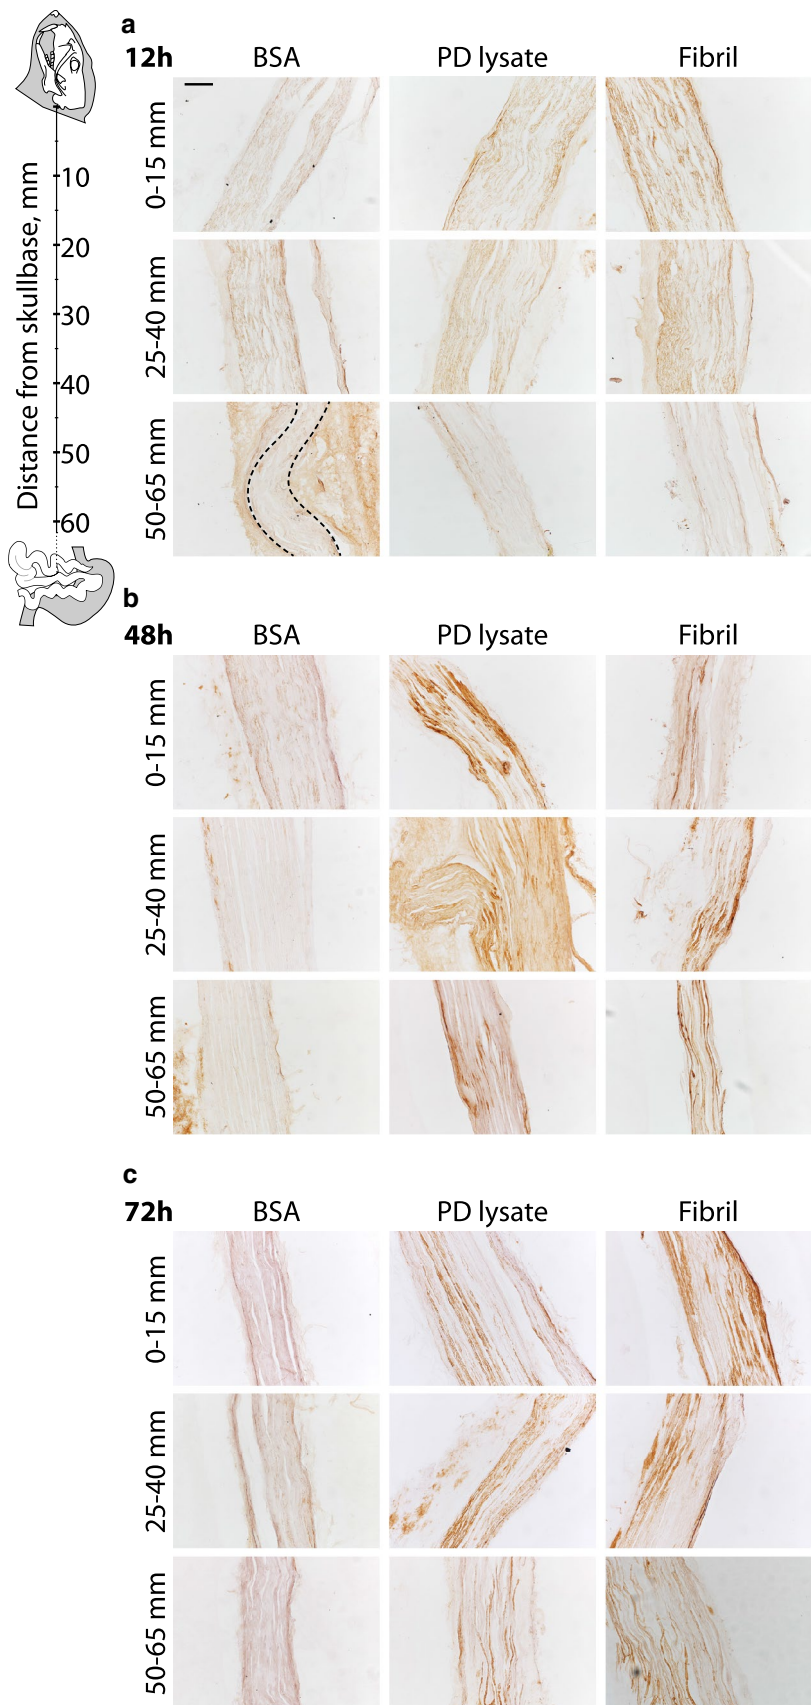 a
12h BSA PD lysate Fibril
0-15 mm
25-40 mm
50-65 mm
Distance from skullbase, mm
10
20
30
40
50
60
b
48h BSA PD lysate Fibril
0-15 mm
25-40 mm
50-65 mm
c
72h BSA PD lysate Fibril
0-15 mm
25-40 mm
50-65 mm